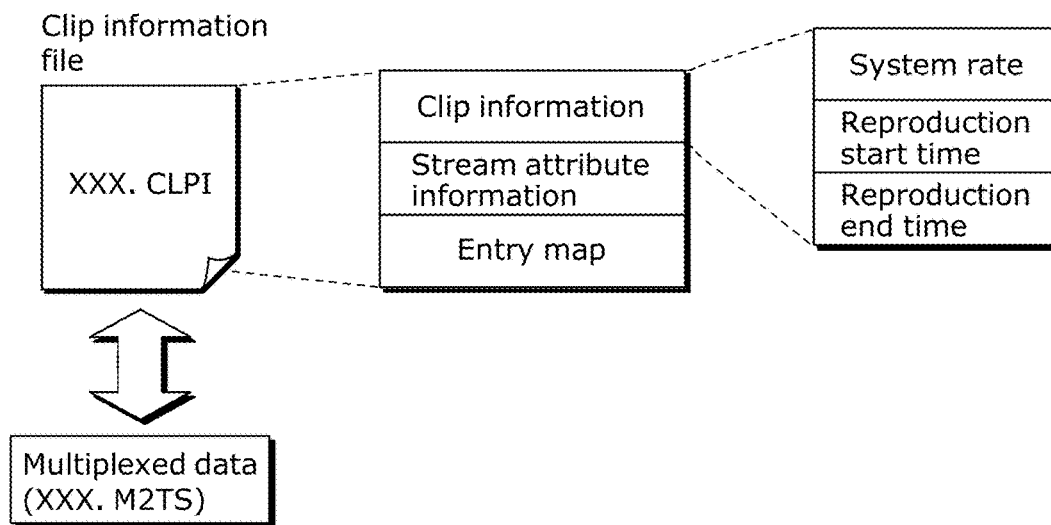 Clip information
file
XXX. CLPI
Multiplexed data
(XXX. M2TS)
Clip information
Stream attribute
information
Entry map
System rate
Reproduction
start time
Reproduction
end time